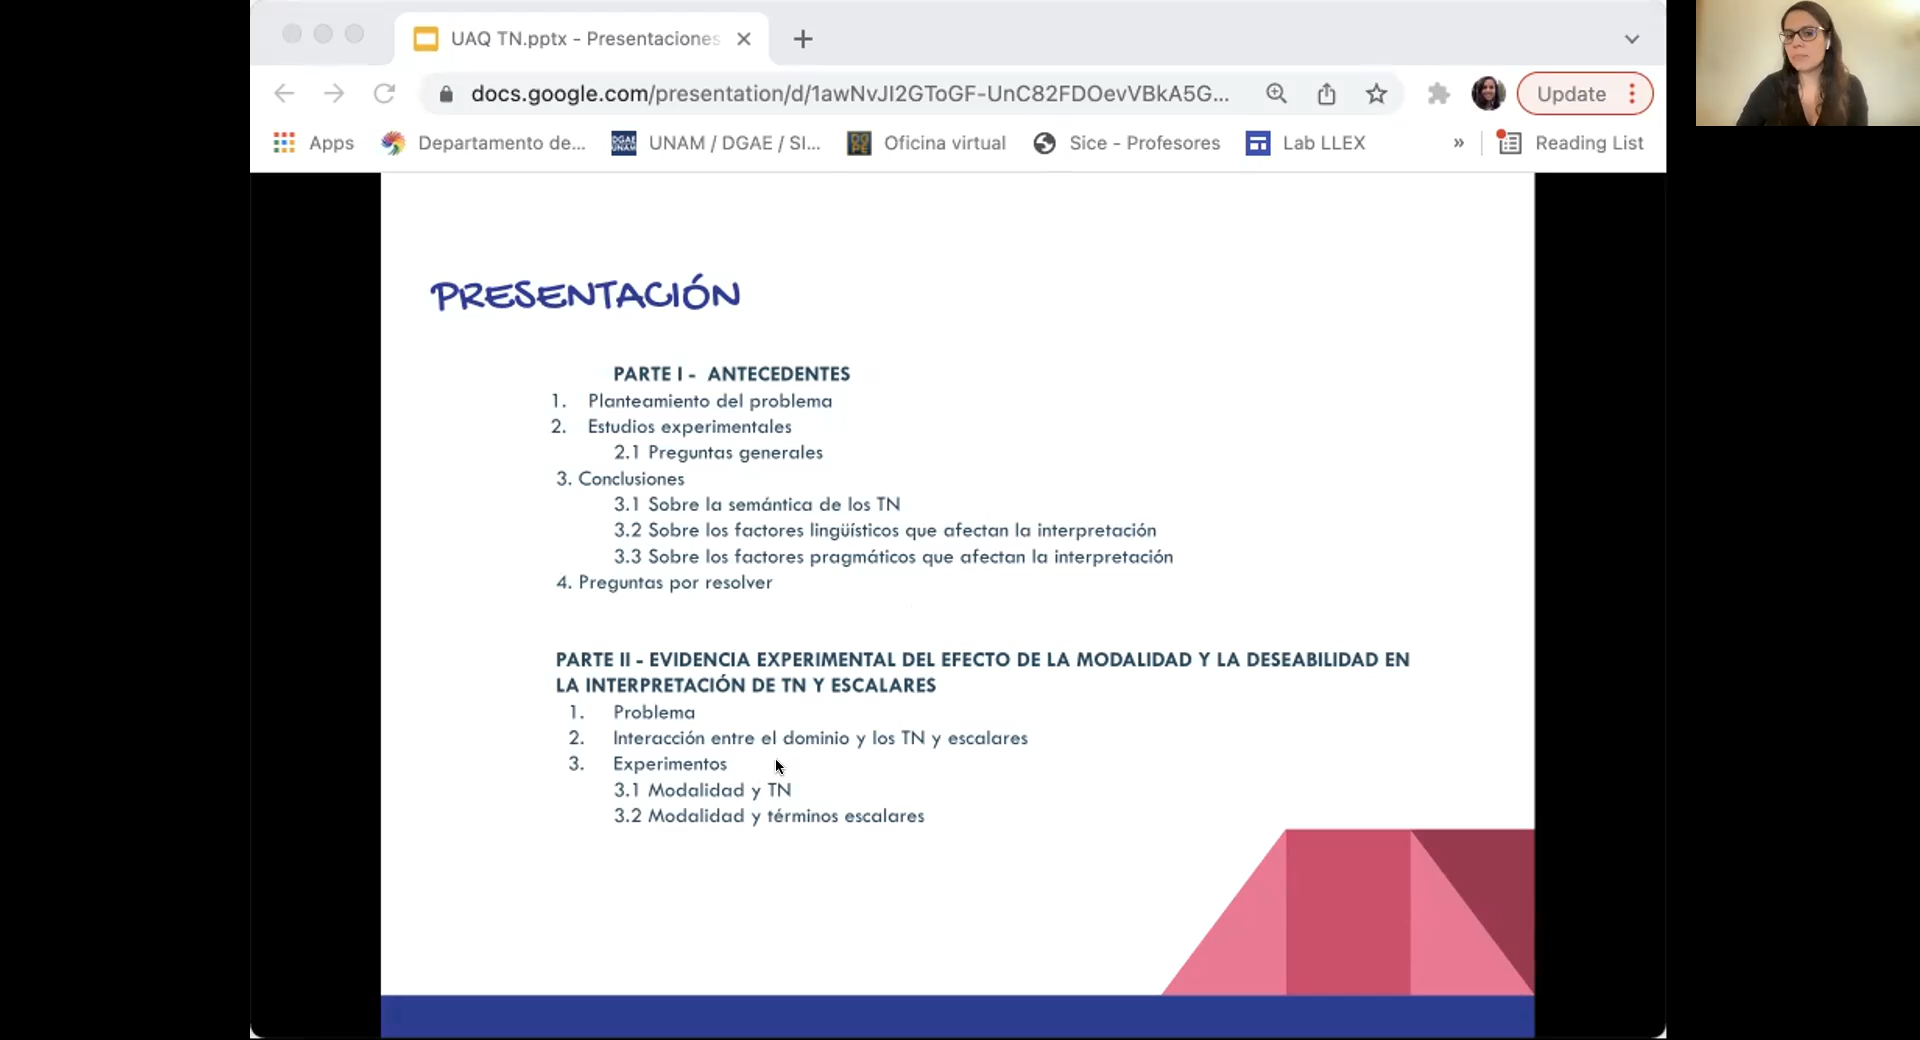 UAQ TN.pptx - Presentaciones
docs.google.com/presentation/d/1awNvJI2GToGF-UnC82FDOevVBkA5G...
Update
Apps
Departamento de...
DGAE UNAM
UNAM / DGAE / SI...
Oficina virtual
Sice - Profesores
Lab LLEX
»
Reading List
PRESENTACIÓN
PARTE I - ANTECEDENTES
1. Planteamiento del problema
2. Estudios experimentales
2.1 Preguntas generales
3. Conclusiones
3.1 Sobre la semántica de los TN
3.2 Sobre los factores lingüísticos que afectan la interpretación
3.3 Sobre los factores pragmáticos que afectan la interpretación
4. Preguntas por resolver
PARTE II - EVIDENCIA EXPERIMENTAL DEL EFECTO DE LA MODALIDAD Y LA DESEABILIDAD EN
LA INTERPRETACIÓN DE TN Y ESCALARES
1. Problema
2. Interacción entre el dominio y los TN y escalares
3. Experimentos
3.1 Modalidad y TN
3.2 Modalidad y términos escalares